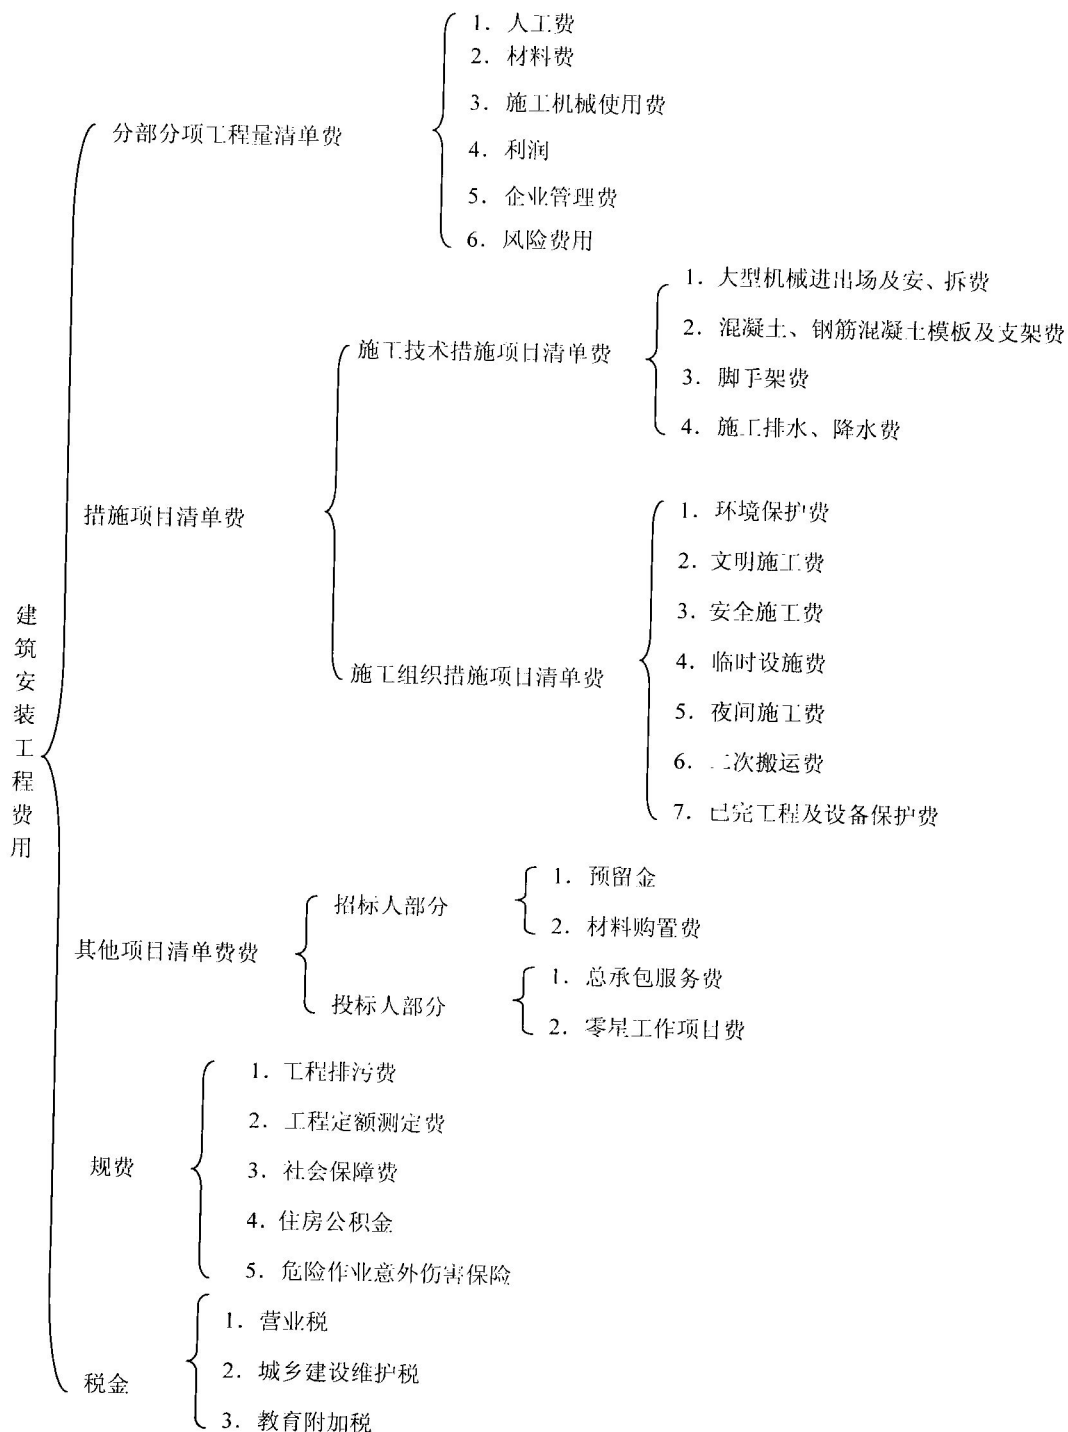 建筑安装工程费用
分部分项工程量清单费
1. 人工费
2. 材料费
3. 施工机械使用费
4. 利润
5. 企业管理费
6. 风险费用
措施项目清单费
施工技术措施项目清单费
1. 大型机械进出场及安、拆费
2. 混凝土、钢筋混凝土模板及支架费
3. 脚手架费
4. 施工排水、降水费
施工组织措施项目清单费
1. 环境保护费
2. 文明施工费
3. 安全施工费
4. 临时设施费
5. 夜间施工费
6. 二次搬运费
7. 已完工程及设备保护费
其他项目清单费费
招标人部分
1. 预留金
2. 材料购置费
投标人部分
1. 总承包服务费
2. 零星工作项目费
规费
1. 工程排污费
2. 工程定额测定费
3. 社会保障费
4. 住房公积金
5. 危险作业意外伤害保险
税金
1. 营业税
2. 城乡建设维护税
3. 教育附加税